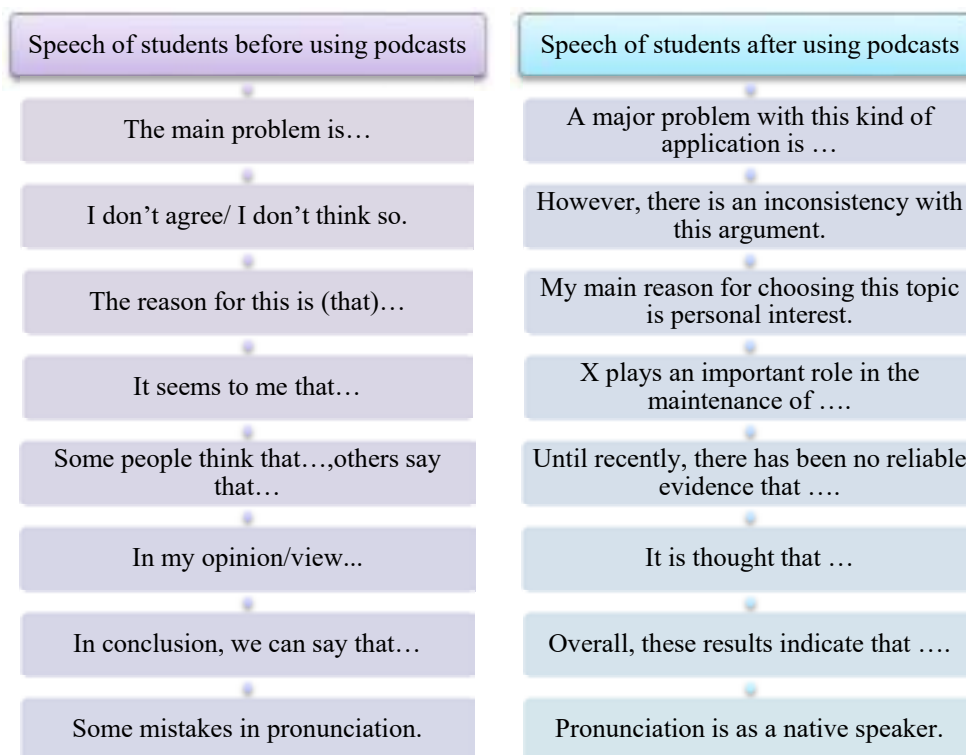 Speech of students before using podcasts
The main problem is…
I don’t agree/ I don’t think so.
The reason for this is (that)…
It seems to me that…
Some people think that…,others say
that…
In my opinion/view...
In conclusion, we can say that…
Some mistakes in pronunciation.
Speech of students after using podcasts
A major problem with this kind of
application is …
However, there is an inconsistency with
this argument.
My main reason for choosing this topic
is personal interest.
X plays an important role in the
maintenance of ….
Until recently, there has been no reliable
evidence that ….
It is thought that …
Overall, these results indicate that ….
Pronunciation is as a native speaker.